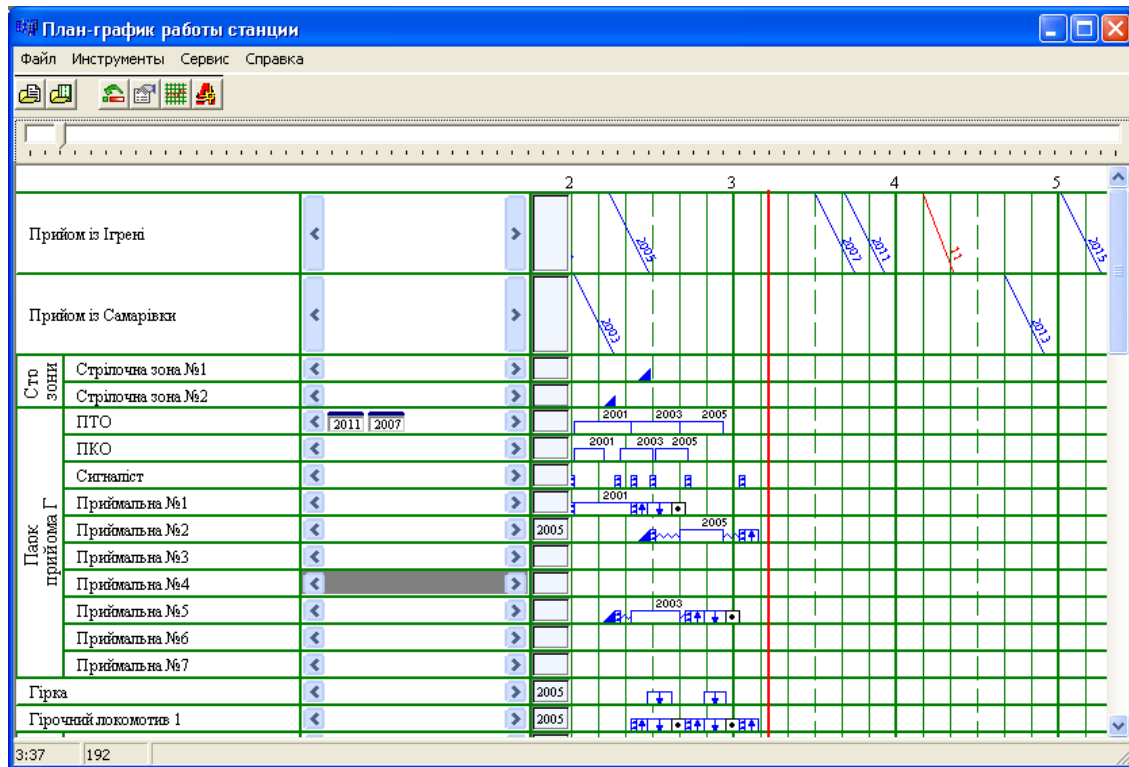 План-график работы станции
Файл Инструменты Сервис Справка
2 3 4 5
Прийом із Ігрені
2005 2007 2011 11 2015
Прийом із Самарівки
2003 2013
Стр зони
Стрілочна зона №1
Стрілочна зона №2
Парк прийома Г
ПТО 2011 2007 2001 2003 2005
ПКО 2001 2003 2005
Сигналіст
Приймальна №1 2001
Приймальна №2 2005 2005
Приймальна №3
Приймальна №4
Приймальна №5 2003
Приймальна №6
Приймальна №7
Гірка 2005
Гірочний локомотив 1 2005
3:37 192